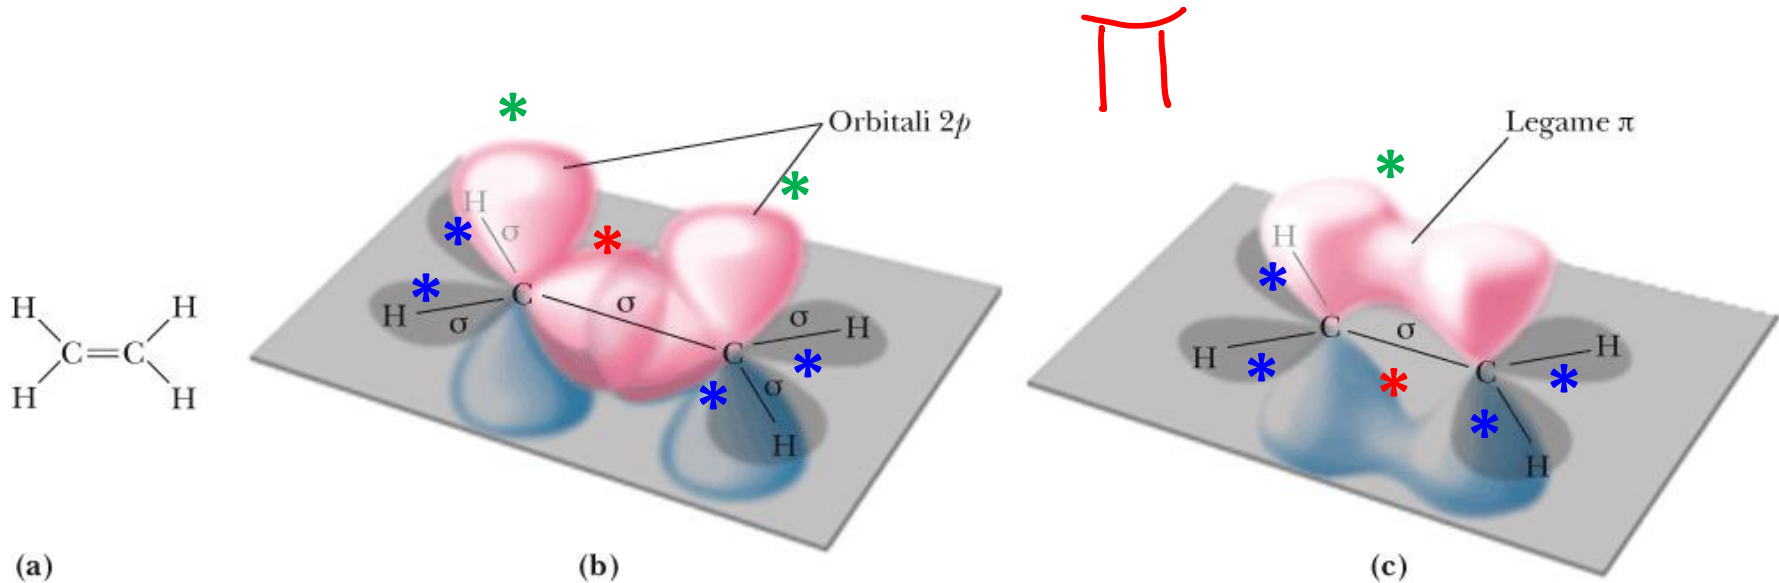 π
Orbitali 2p
Legame π
H H
C=C
H H
H
σ
H
σ
C
σ
C
σ
H
σ
H
H
H
C
σ
C
H
H
(a)
(b)
(c)
*
*
*
*
*
*
*
*
*
*
*
*
*
*